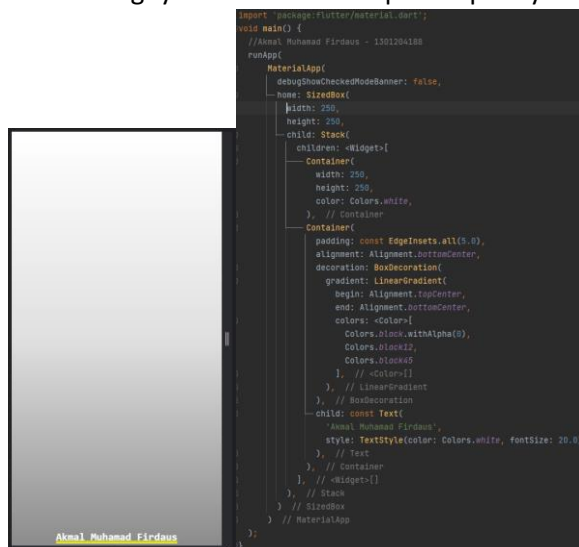 import 'package:flutter/material.dart';
void main() {
//Akmal Muhamad Firdaus - 1301204188
runApp(
MaterialApp(
debugShowCheckedModeBanner: false,
home: SizedBox(
width: 250,
height: 250,
child: Stack(
children: <Widget>[
Container(
width: 250,
height: 250,
color: Colors.white,
), // Container
Container(
padding: const EdgeInsets.all(5.0),
alignment: Alignment.bottomCenter,
decoration: BoxDecoration(
gradient: LinearGradient(
begin: Alignment.topCenter,
end: Alignment.bottomCenter,
colors: <Color>[
Colors.black.withAlpha(0),
Colors.black12,
Colors.black45
], // <Color>[]
), // LinearGradient
), // BoxDecoration
child: const Text(
'Akmal Muhamad Firdaus',
style: TextStyle(color: Colors.white, fontSize: 20.0
), // Text
), // Container
], // <Widget>[]
), // Stack
) // SizedBox
) // MaterialApp
);
}
Akmal Muhamad Firdaus